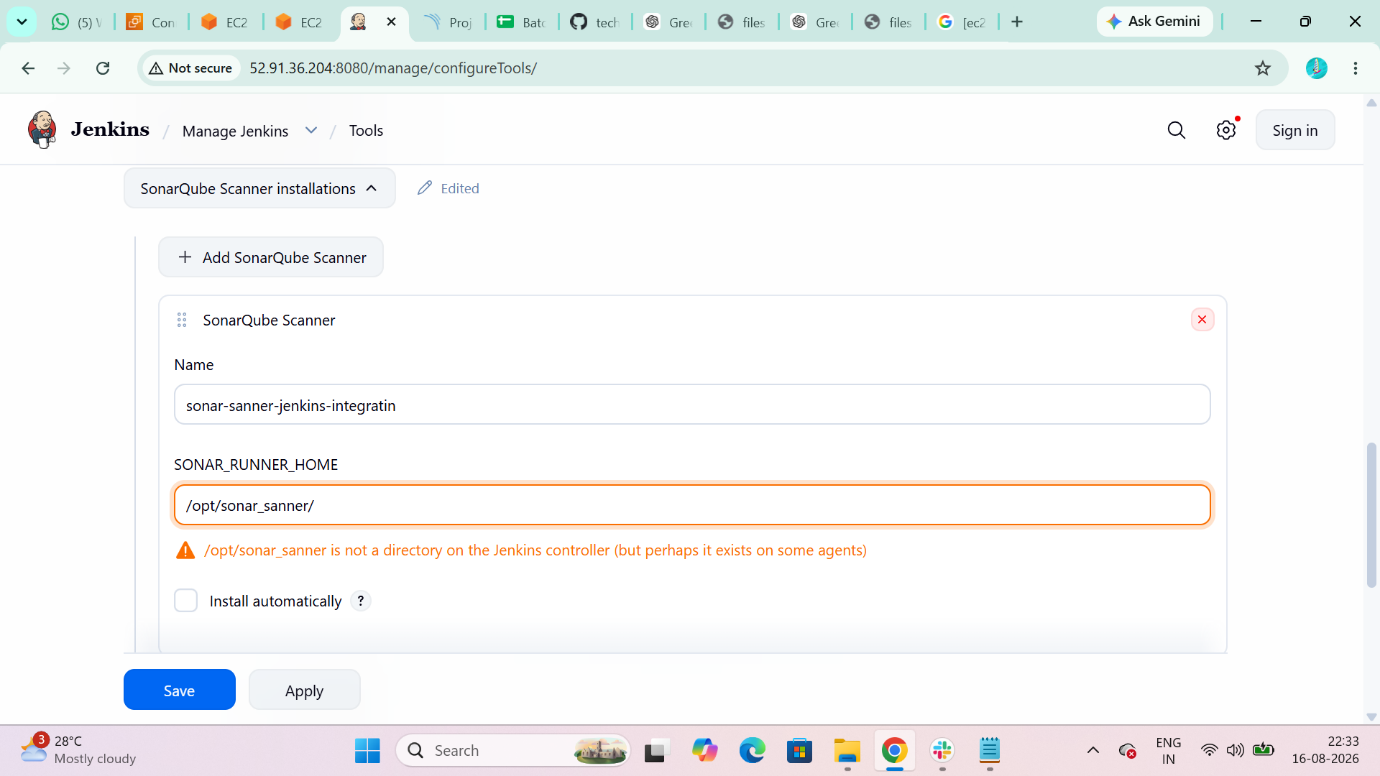 (5) W
Con
EC2
EC2
Proj
Batc
tech
Gre
files
Gre
files
[ec2
Ask Gemini
Not secure
52.91.36.204:8080/manage/configureTools/
Jenkins / Manage Jenkins / Tools
Sign in
SonarQube Scanner installations
Edited
+ Add SonarQube Scanner
SonarQube Scanner
Name
sonar-sanner-jenkins-integratin
SONAR_RUNNER_HOME
/opt/sonar_sanner/
/opt/sonar_sanner is not a directory on the Jenkins controller (but perhaps it exists on some agents)
Install automatically ?
Save
Apply
3
28°C
Mostly cloudy
Search
ENG
IN
22:33
16-08-2026